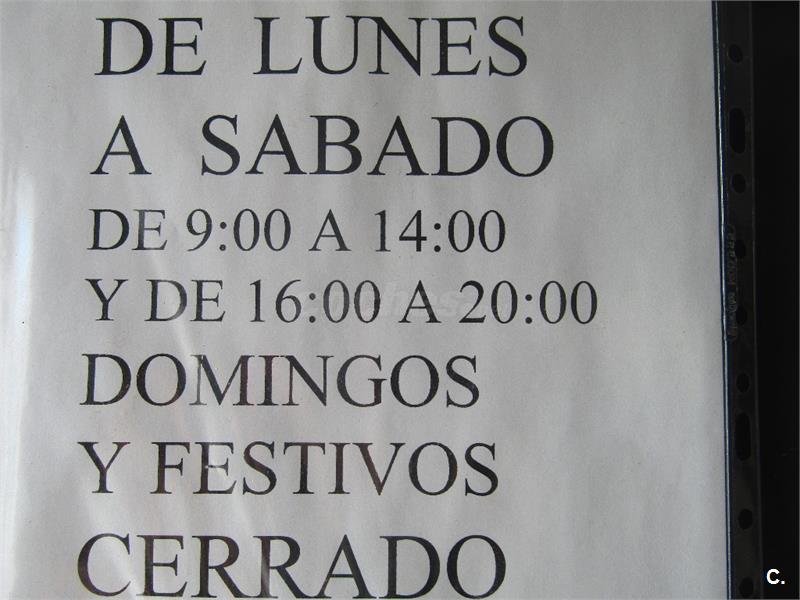 DE LUNES
A SABADO
DE 9:00 A 14:00
Y DE 16:00 A 20:00
DOMINGOS
Y FESTIVOS
CERRADO
C.